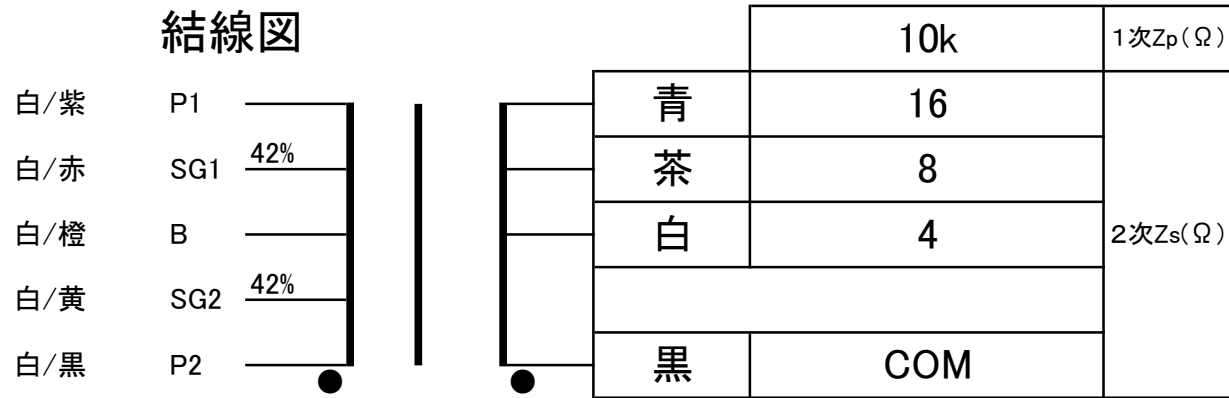 結線図
10k 1次Zp(Ω)
白/紫 P1 青 16
白/赤 SG1 42% 茶 8
白/橙 B 白 4 2次Zs(Ω)
白/黄 SG2 42%
白/黒 P2 黒 COM